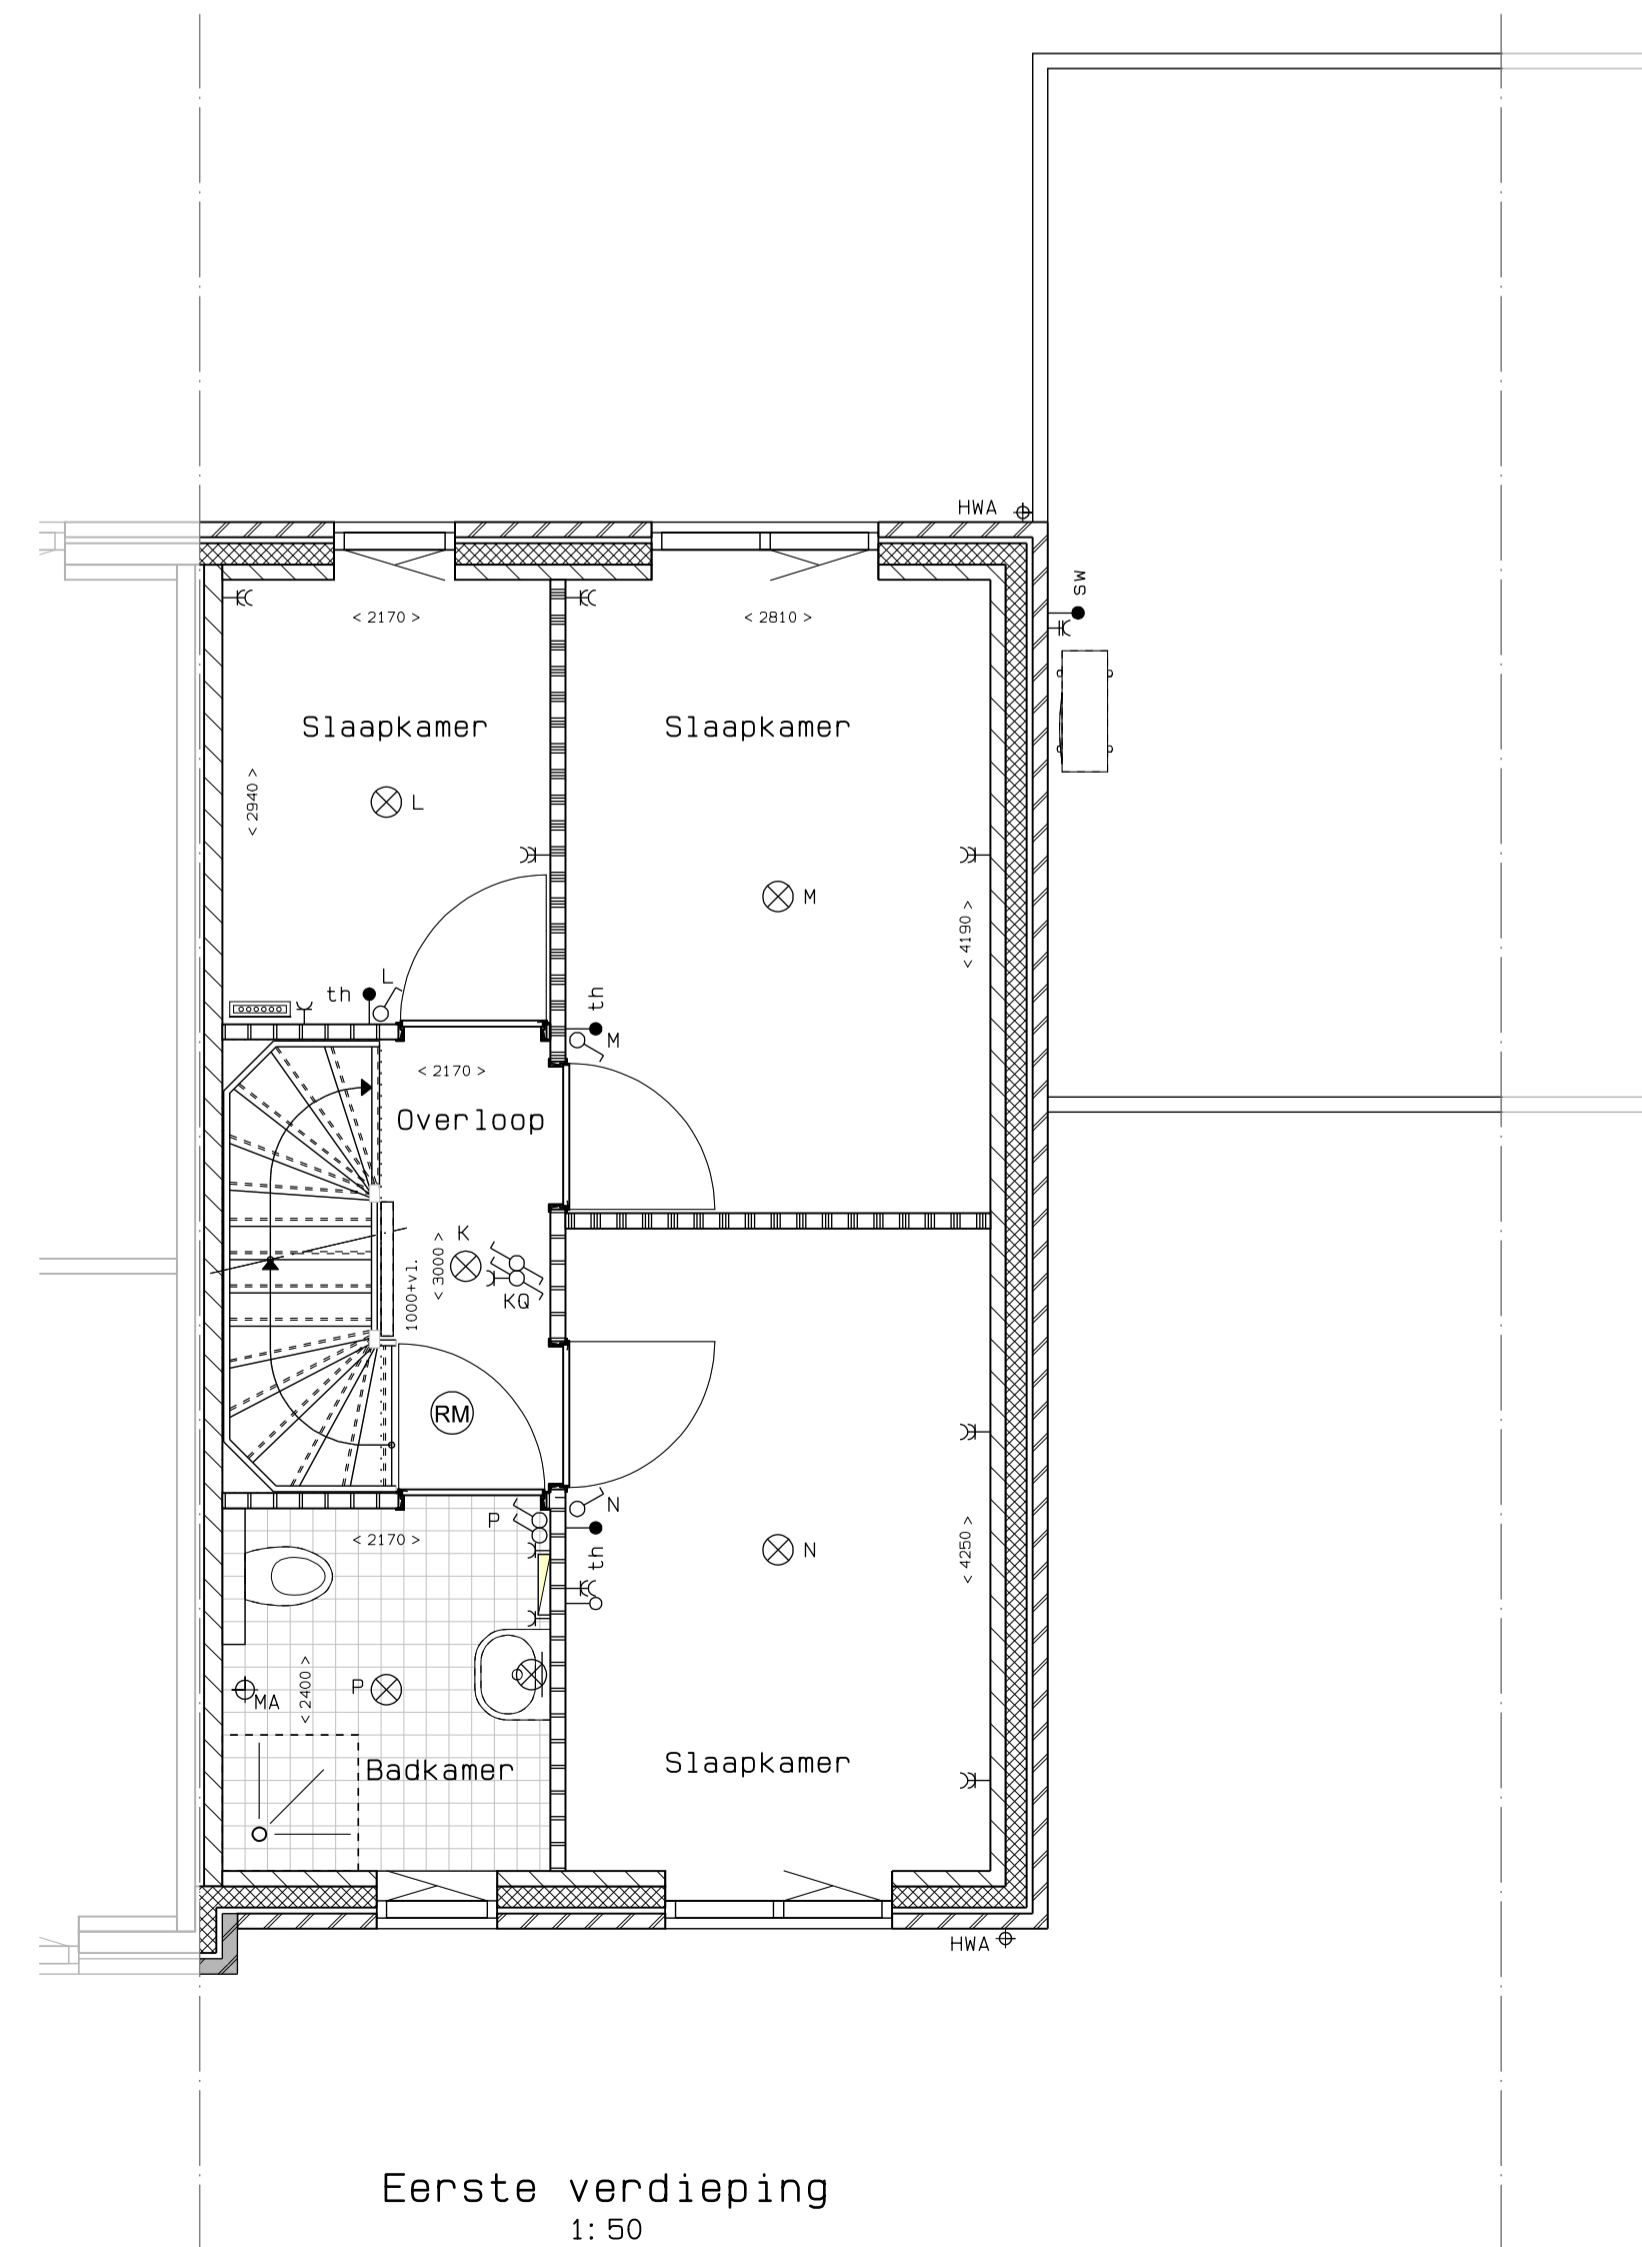 HWA
SW
< 2170 >
< 2810 >
Slaapkamer
Slaapkamer
< 2940 >
L
M
< 4190 >
L
th
th
M
< 2170 >
Overloop
K
< 3000 >
1000+vl.
KQ
RM
N
P
< 2170 >
th
N
< 4250 >
< 2400 >
P
MA
Slaapkamer
Badkamer
HWA
Eerste verdieping
1:50